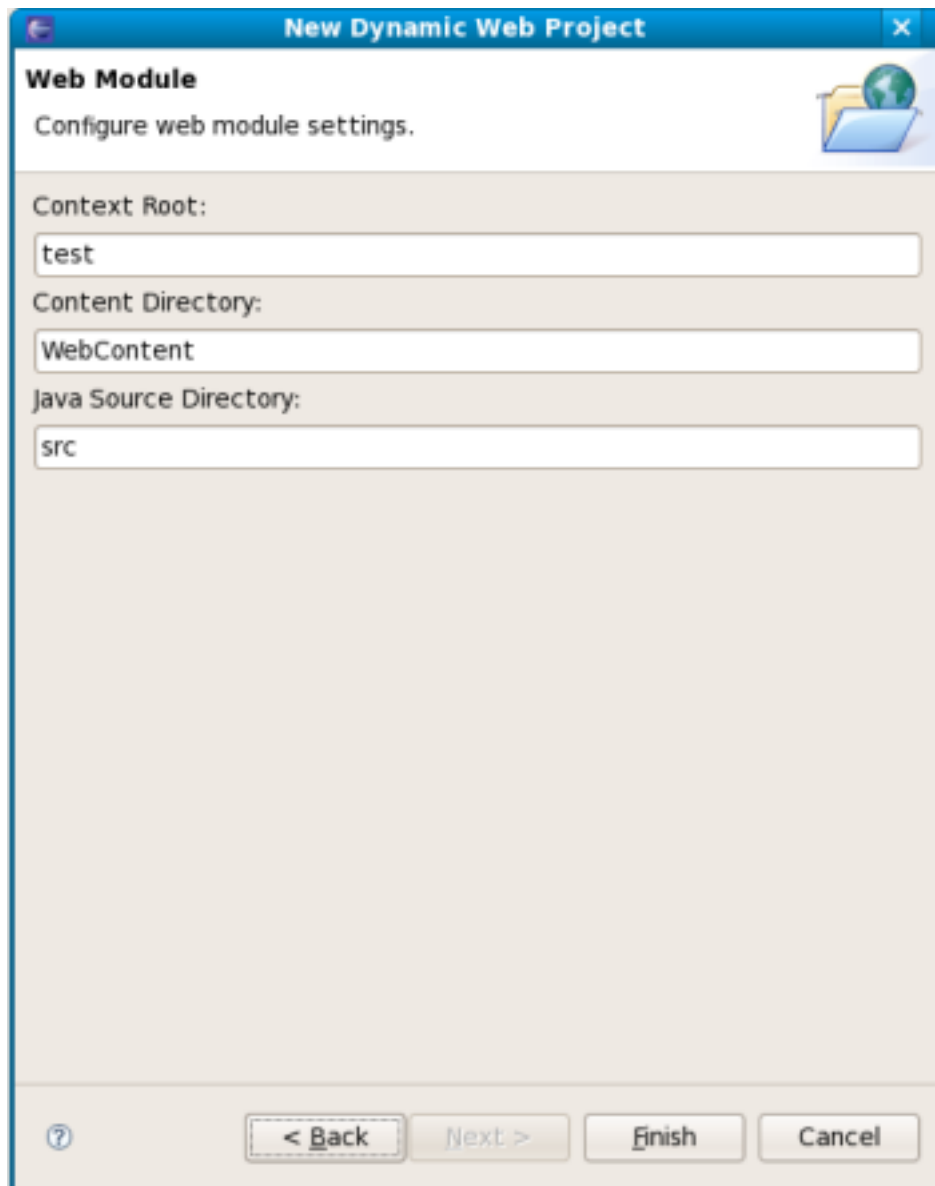 New Dynamic Web Project
Web Module
Configure web module settings.
Context Root:
test
Content Directory:
WebContent
Java Source Directory:
src
? < Back Next > Finish Cancel